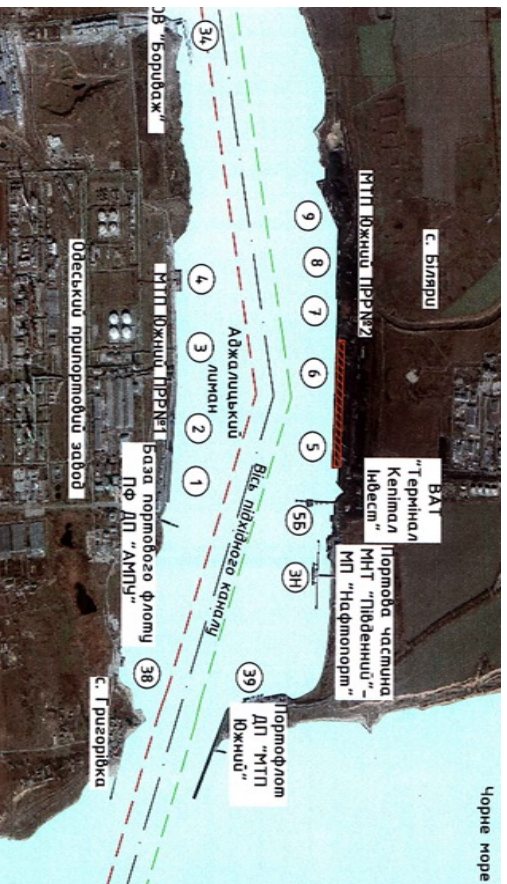 Чорне море
с. Біляри
ВАТ
"Термінал
Кепітал
Інвест"
МТП Южний ПРР№2
Портова частина
МНТ "Південний"-
МП "Нафтопорт"
9
8
7
6
5
5Б
3Н
39
Портофлот
ДП "МТП
Южний"
Вісь підхідного каналу
Аджалицький
лиман
34
4
3
2
1
38
ОВ "Бориваж"
МТП Южний ПРР№1
База портового флоту
ПФ ДП "АМПУ"
с. Григорівка
Одеський припортовий завод